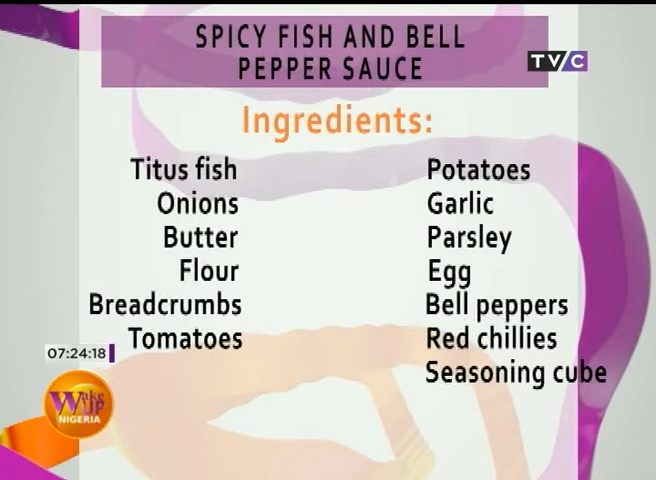 SPICY FISH AND BELL
PEPPER SAUCE
TV/C
Ingredients:
Titus fish
Onions
Butter
Flour
Breadcrumbs
Tomatoes
Potatoes
Garlic
Parsley
Egg
Bell peppers
Red chillies
Seasoning cube
07:24:18
Wake
UP
NIGERIA